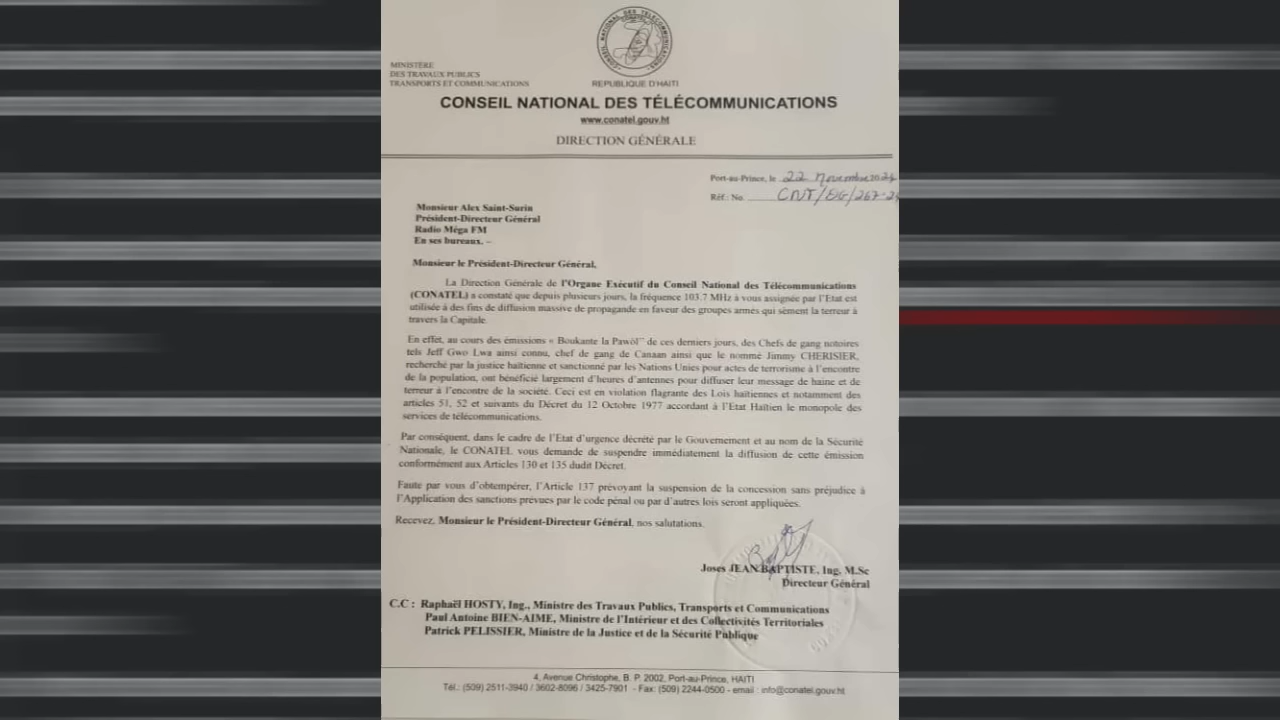 CONSEIL NATIONAL DES TÉLÉCOMMUNICATIONS
MINISTÈRE
DES TRAVAUX PUBLICS
TRANSPORTS ET COMMUNICATIONS
REPUBLIQUE D'HAITI
CONSEIL NATIONAL DES TÉLÉCOMMUNICATIONS
www.conatel.gouv.ht
DIRECTION GÉNÉRALE
Port-au-Prince, le 22 Novembre 2024
Réf : No CNT/DG/267-24
Monsieur Alex Saint-Surin
Président-Directeur Général
Radio Méga FM
En ses bureaux. –
Monsieur le Président-Directeur Général,
La Direction Générale de l'Organe Exécutif du Conseil National des Télécommunications
(CONATEL) a constaté que depuis plusieurs jours, la fréquence 103.7 MHz à vous assignée par l'Etat est
utilisée à des fins de diffusion massive de propagande en faveur des groupes armés qui sèment la terreur à
travers la Capitale.
En effet, au cours des émissions « Boukante la Pawòl" de ces derniers jours, des Chefs de gang notoires
tels Jeff Gwo Lwa ainsi connu, chef de gang de Canaan ainsi que le nommé Jimmy CHERISIER,
recherché par la justice haïtienne et sanctionné par les Nations Unies pour actes de terrorisme à l'encontre
de la population, ont bénéficié largement d'heures d'antennes pour diffuser leur message de haine et de
terreur à l'encontre de la société. Ceci est en violation flagrante des Lois haïtiennes et notamment des
articles 51, 52 et suivants du Décret du 12 Octobre 1977 accordant à l'Etat Haïtien le monopole des
services de télécommunications.
Par conséquent, dans le cadre de l'Etat d'urgence décrété par le Gouvernement et au nom de la Sécurité
Nationale, le CONATEL vous demande de suspendre immédiatement la diffusion de cette émission
conformément aux Articles 130 et 135 dudit Décret.
Faute par vous d'obtempérer, l'Article 137 prévoyant la suspension de la concession sans préjudice à
l'Application des sanctions prévues par le code pénal ou par d'autres lois seront appliquées.
Recevez, Monsieur le Président-Directeur Général, nos salutations.
Joses JEAN BAPTISTE, Ing. M.Sc
Directeur Général
C.C : Raphaël HOSTY, Ing., Ministre des Travaux Publics, Transports et Communications
Paul Antoine BIEN-AIME, Ministre de l'Intérieur et des Collectivités Territoriales
Patrick PELISSIER, Ministre de la Justice et de la Sécurité Publique
4, Avenue Christophe, B. P. 2002, Port-au-Prince, HAITI
Tél.: (509) 2511-3940 / 3602-8096 / 3425-7901 - Fax: (509) 2244-0500 - email : info@conatel.gouv.ht